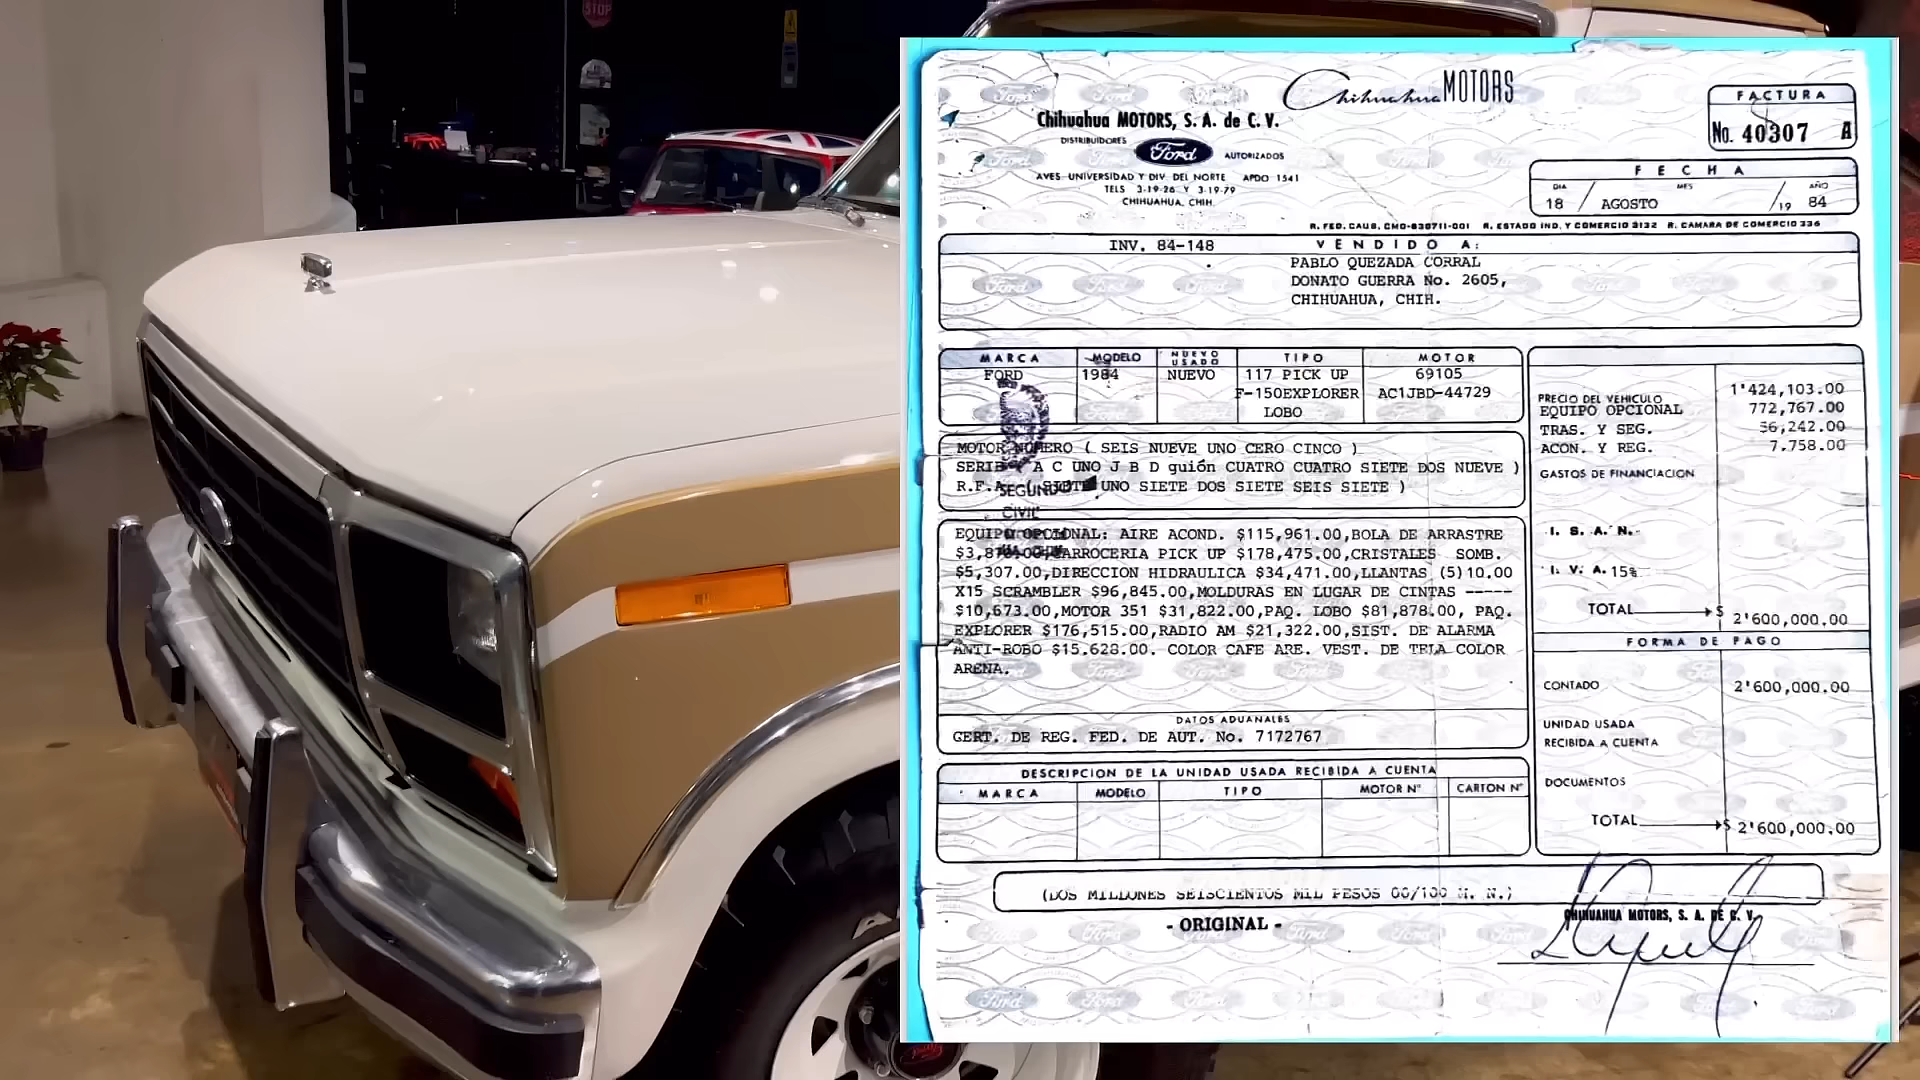 STOP
Chihuahua MOTORS
Chihuahua MOTORS, S. A. de C. V.
DISTRIBUIDORES Ford AUTORIZADOS
AVES UNIVERSIDAD Y DIV. DEL NORTE APDO 1541
TELS 3-19-26 Y 3-19-79
CHIHUAHUA, CHIH.
FACTURA
No. 40307 A
FECHA
DIA MES AÑO
18 / AGOSTO / 19 84
R. FED. CAUS. CMO-830711-001 R. ESTADO IND. Y COMERCIO 3132 R. CAMARA DE COMERCIO 336
INV. 84-148
VENDIDO A:
PABLO QUEZADA CORRAL
DONATO GUERRA No. 2605,
CHIHUAHUA, CHIH.
MARCA MODELO NUEVO USADO TIPO MOTOR
FORD 1984 NUEVO 117 PICK UP 69105
F-150EXPLORER AC1JBD-44729
LOBO
MOTOR NUMERO ( SEIS NUEVE UNO CERO CINCO )
SERIE ( A C UNO J B D guión CUATRO CUATRO SIETE DOS NUEVE )
R.F.A. ( SIETE UNO SIETE DOS SIETE SEIS SIETE )
SEGUNDO
CIVIL
EQUIPO OPCIONAL: AIRE ACOND. $115,961.00,BOLA DE ARRASTRE
$3,870.00,CARROCERIA PICK UP $178,475.00,CRISTALES SOMB.
$5,307.00,DIRECCION HIDRAULICA $34,471.00,LLANTAS (5)10.00
X15 SCRAMBLER $96,845.00,MOLDURAS EN LUGAR DE CINTAS -----
$10,673.00,MOTOR 351 $31,822.00,PAQ. LOBO $81,878.00, PAQ.
EXPLORER $176,515.00,RADIO AM $21,322.00,SIST. DE ALARMA
ANTI-ROBO $15.628.00. COLOR CAFE ARE. VEST. DE TELA COLOR
ARENA.
DATOS ADUANALES
CERT. DE REG. FED. DE AUT. No. 7172767
DESCRIPCION DE LA UNIDAD USADA RECIBIDA A CUENTA
MARCA MODELO TIPO MOTOR Nº CARTON Nº
PRECIO DEL VEHICULO 1'424,103.00
EQUIPO OPCIONAL 772,767.00
TRAS. Y SEG. 56,242.00
ACON. Y REG. 7,758.00
GASTOS DE FINANCIACION
I. S. A. N.
I. V. A. 15%
TOTAL $ 2'600,000.00
FORMA DE PAGO
CONTADO 2'600,000.00
UNIDAD USADA
RECIBIDA A CUENTA
DOCUMENTOS
TOTAL $ 2'600,000.00
(DOS MILLONES SEISCIENTOS MIL PESOS 00/100 M. N.)
- ORIGINAL -
CHIHUAHUA MOTORS, S. A. DE C. V.